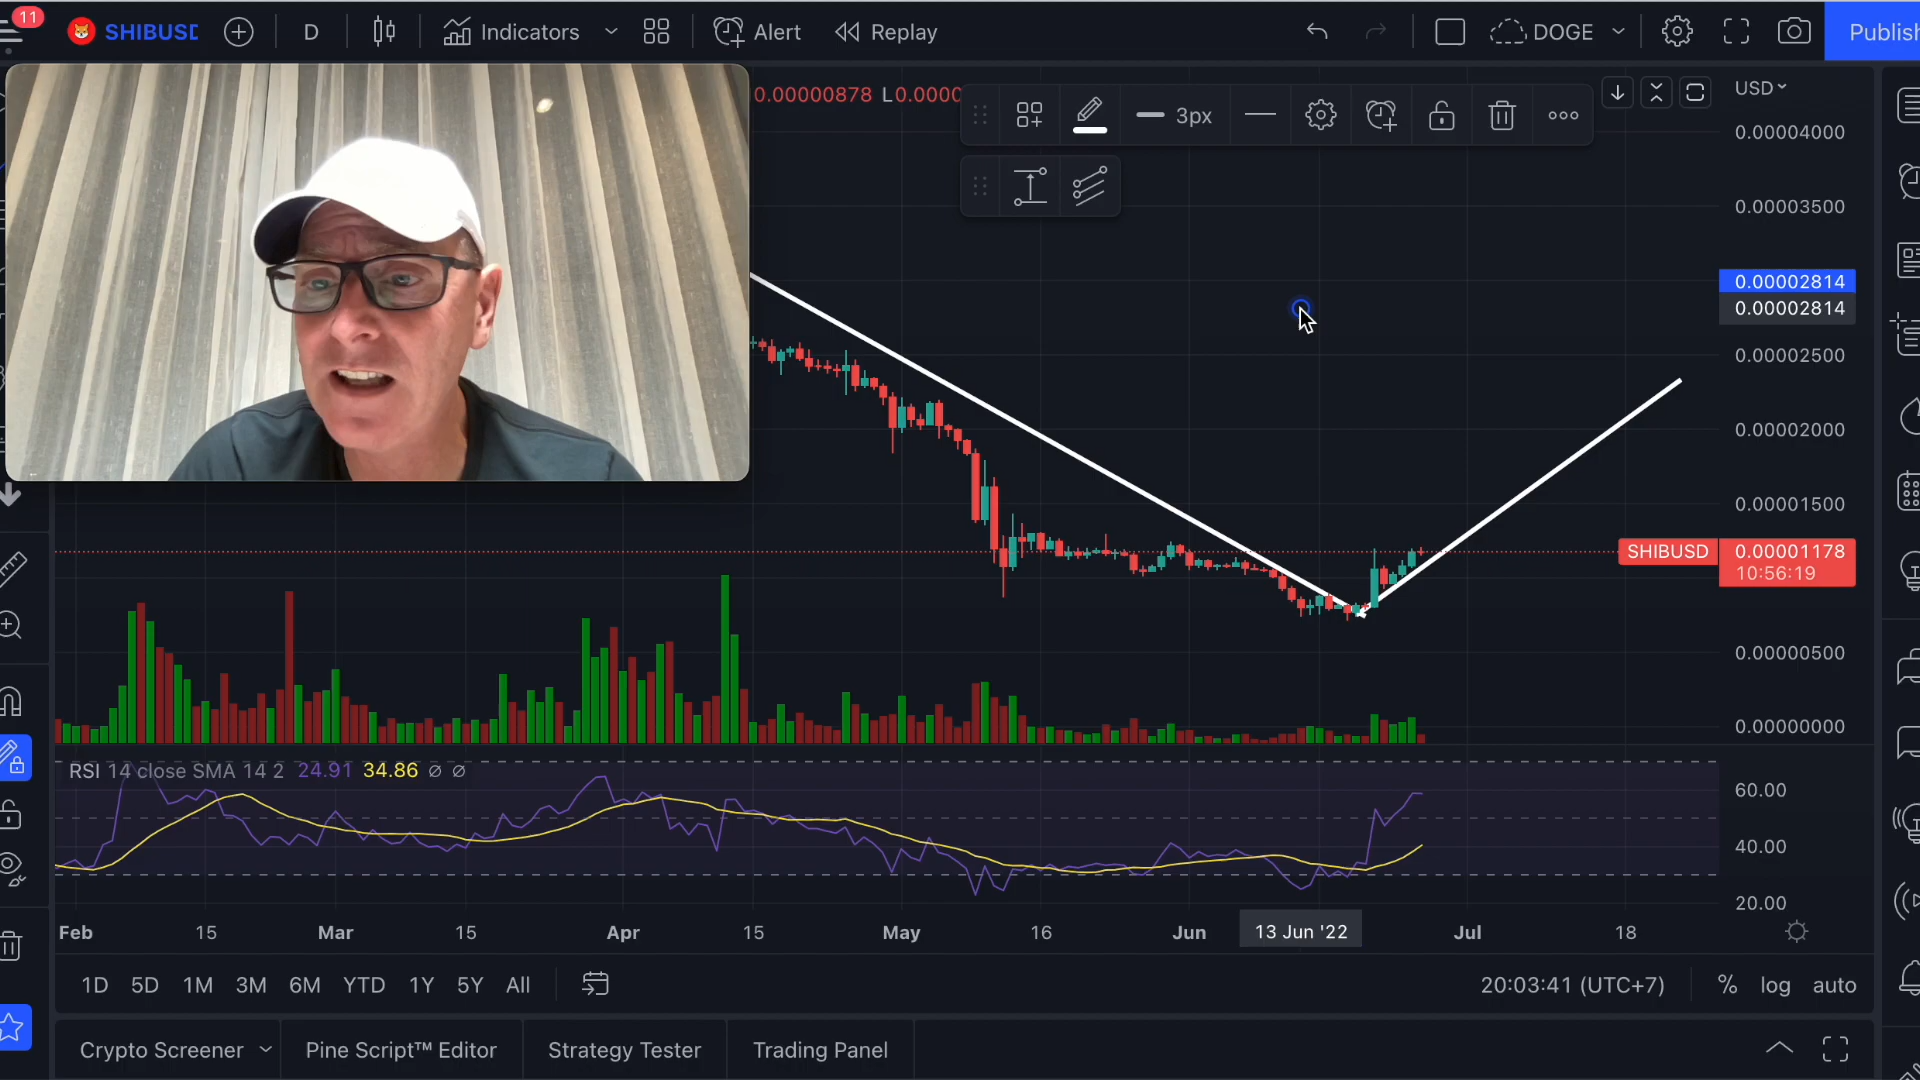 11
SHIBUSD
D
Indicators
Alert
Replay
DOGE
Publish
0.00000878 L0.0000
3px
USD
0.00004000
0.00003500
0.00002814
0.00002814
0.00002500
0.00002000
0.00001500
SHIBUSD 0.00001178
10:56:19
0.00000500
0.00000000
RSI 14 close SMA 14 2 24.91 34.86 ∅ ∅
60.00
40.00
20.00
Feb 15 Mar 15 Apr 15 May 16 Jun 13 Jun '22 Jul 18
1D 5D 1M 3M 6M YTD 1Y 5Y All
20:03:41 (UTC+7) % log auto
Crypto Screener Pine Script™ Editor Strategy Tester Trading Panel